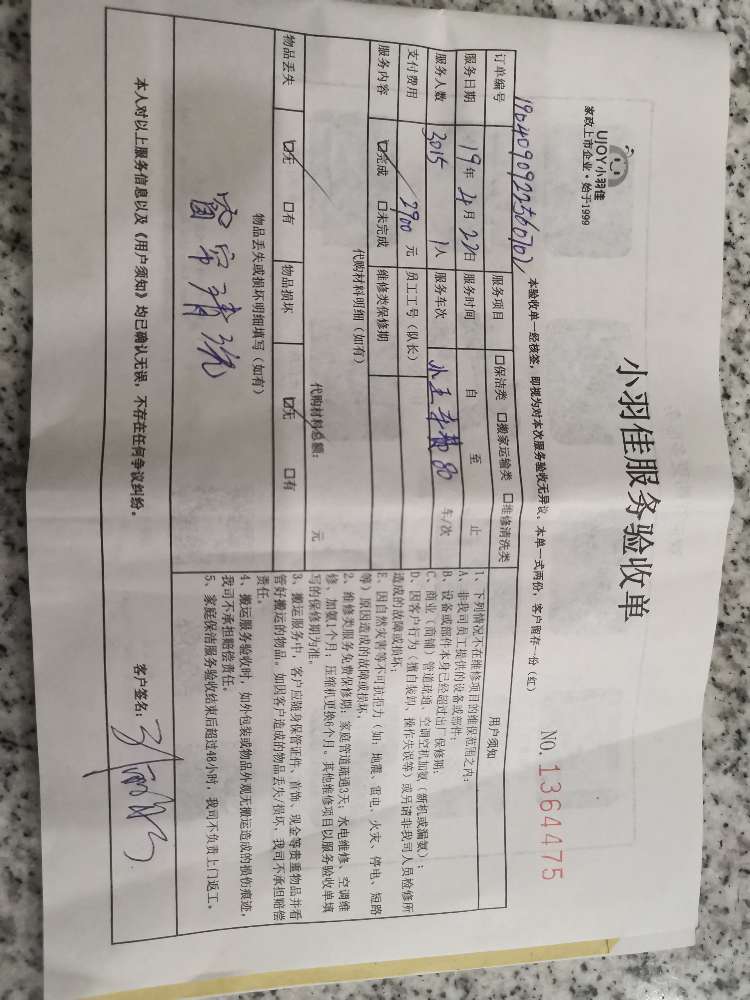 UJOY小羽佳
家政上市企业·始于1999
小羽佳服务验收单
本验收单一经核签，即视为对本次服务验收无异议，本单一式两份，客户留存一份（红）
NO. 1364475
订单编号
服务项目 □保洁类 □搬家运输类 □维修清洗类
服务日期 19年4月22日 服务时间 自 至 止
服务人数 3015 1人 服务车次 小王车费80 车/次
支付费用 2900 元 员工工号（队长）
服务内容 ☑完成 □未完成 维修类保修期
代购材料明细（如有）
代购材料总额： 元
物品丢失 ☑无 □有 物品损坏 ☑无 □有
物品丢失或损坏明细填写（如有）
用户须知
1、下列情况不在维修项目的维保范围之内：
A、非我司员工提供的设备或部件；
B、设备或部件本身已经超过出厂保修期；
C、商业（商铺）管道疏通、空调空机加氨（新机或漏氨）；
D、因客户行为（擅自装沟、操作失误等）或另请非我司人员检修所
造成的故障或损坏；
E、因自然灾害等不可抗拒力（如：地震、雷电、火灾、停电、短路
等）原因造成的故障或损坏。
2、维修类服务免费保修期：家庭管道疏通3天；水电维修、空调维
修、加氨1个月；压缩机更换6个月。其他维修项目以服务验收单填
写的保修期为准。
3、搬运服务中，客户应随身保管证件、首饰、现金等贵重物品并看
管好搬运的物品。如因客户造成的物品丢失/损坏，我司不承担赔偿
责任。
4、搬运服务验收时，如外包装或物品外观无搬运造成的损伤痕迹，
我司不承担赔偿责任。
5、家庭保洁服务验收结束后超过48小时，我司不负责上门返工。
本人对以上服务信息以及《用户须知》均已确认无误，不存在任何争议纠纷。
客户签名：